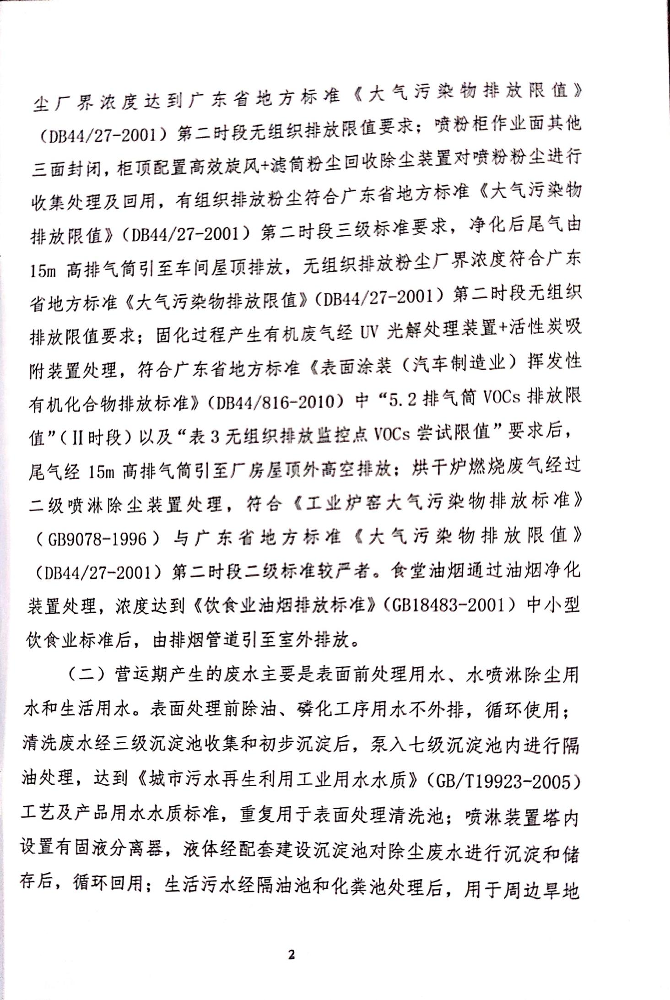 尘厂界浓度达到广东省地方标准《大气污染物排放限值》
（DB44/27-2001）第二时段无组织排放限值要求；喷粉柜作业面其他
三面封闭，柜顶配置高效旋风+滤筒粉尘回收除尘装置对喷粉粉尘进行
收集处理及回用，有组织排放粉尘符合广东省地方标准《大气污染物
排放限值》（DB44/27-2001）第二时段三级标准要求，净化后尾气由
15m 高排气筒引至车间屋顶排放，无组织排放粉尘厂界浓度符合广东
省地方标准《大气污染物排放限值》（DB44/27-2001）第二时段无组织
排放限值要求；固化过程产生有机废气经 UV 光解处理装置+活性炭吸
附装置处理，符合广东省地方标准《表面涂装（汽车制造业）挥发性
有机化合物排放标准》（DB44/816-2010）中“5.2 排气筒 VOCs 排放限
值”（Ⅱ时段）以及“表 3 无组织排放监控点 VOCs 尝试限值”要求后，
尾气经 15m 高排气筒引至厂房屋顶外高空排放；烘干炉燃烧废气经过
二级喷淋除尘装置处理，符合《工业炉窑大气污染物排放标准》
（GB9078-1996）与广东省地方标准《大气污染物排放限值》
（DB44/27-2001）第二时段二级标准较严者。食堂油烟通过油烟净化
装置处理，浓度达到《饮食业油烟排放标准》（GB18483-2001）中小型
饮食业标准后，由排烟管道引至室外排放。
（二）营运期产生的废水主要是表面前处理用水、水喷淋除尘用
水和生活用水。表面处理前除油、磷化工序用水不外排，循环使用；
清洗废水经三级沉淀池收集和初步沉淀后，泵入七级沉淀池内进行隔
油处理，达到《城市污水再生利用工业用水水质》（GB/T19923-2005）
工艺及产品用水水质标准，重复用于表面处理清洗池；喷淋装置塔内
设置有固液分离器，液体经配套建设沉淀池对除尘废水进行沉淀和储
存后，循环回用；生活污水经隔油池和化粪池处理后，用于周边旱地
2